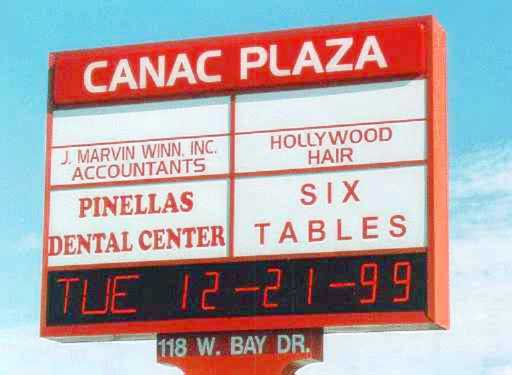 CANAC PLAZA
J. MARVIN WINN, INC.
ACCOUNTANTS
HOLLYWOOD
HAIR
PINELLAS
DENTAL CENTER
SIX
TABLES
TUE 12-21-99
118 W. BAY DR.